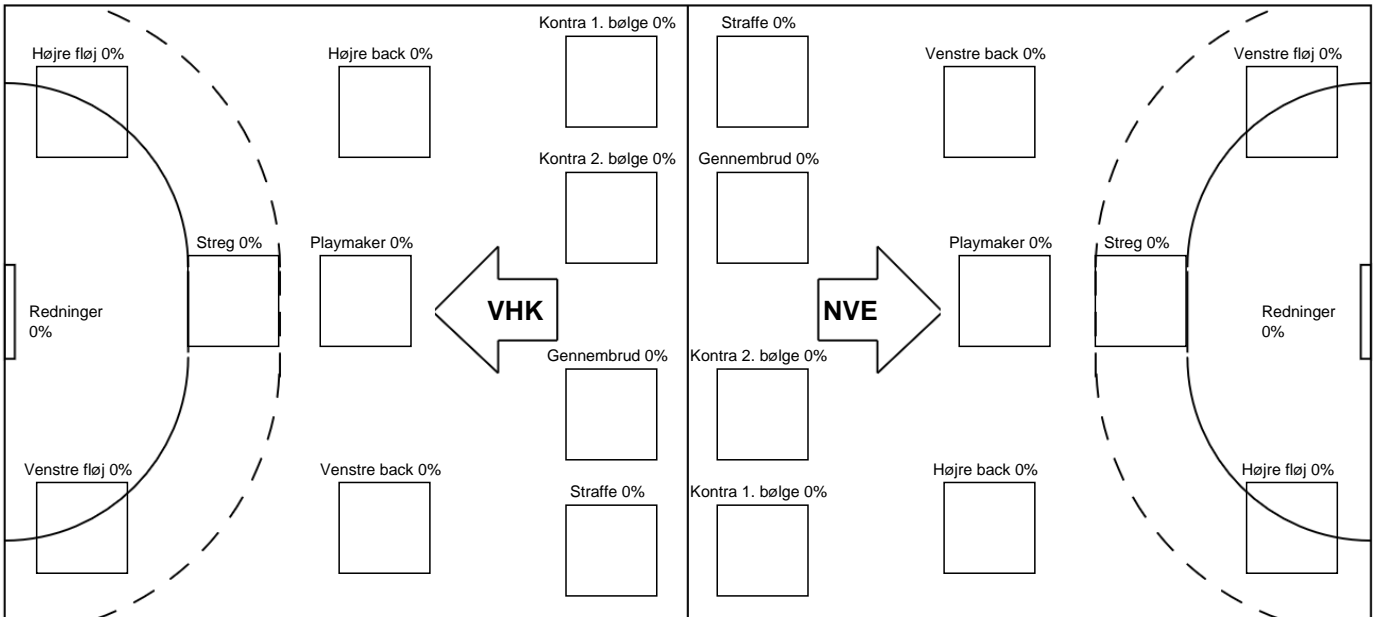 Kontra 1. bølge 0%
Straffe 0%
Højre fløj 0%
Højre back 0%
Venstre back 0%
Venstre fløj 0%
Kontra 2. bølge 0%
Gennembrud 0%
Streg 0%
Playmaker 0%
Playmaker 0%
Streg 0%
Redninger
0%
VHK
NVE
Redninger
0%
Gennembrud 0%
Kontra 2. bølge 0%
Venstre fløj 0%
Venstre back 0%
Højre back 0%
Højre fløj 0%
Straffe 0%
Kontra 1. bølge 0%